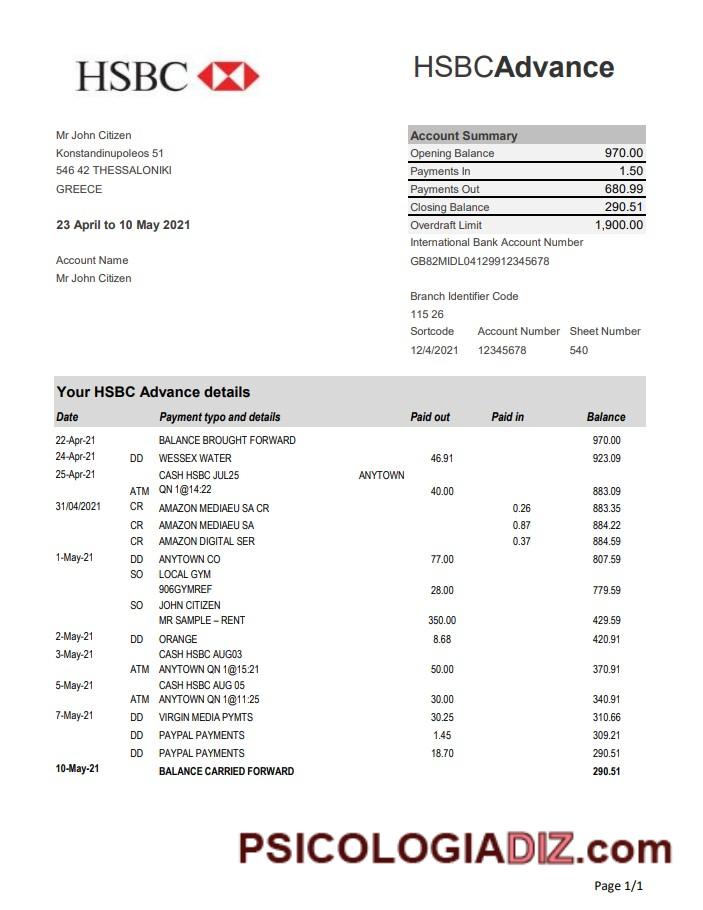 HSBC
HSBCAdvance
Mr John Citizen
Konstandinupoleos 51
546 42 THESSALONIKI
GREECE
23 April to 10 May 2021
Account Name
Mr John Citizen
Account Summary
Opening Balance 970.00
Payments In 1.50
Payments Out 680.99
Closing Balance 290.51
Overdraft Limit 1,900.00
International Bank Account Number
GB82MIDL04129912345678
Branch Identifier Code
115 26
Sortcode Account Number Sheet Number
12/4/2021 12345678 540
Your HSBC Advance details
Date Payment typo and details Paid out Paid in Balance
22-Apr-21 BALANCE BROUGHT FORWARD 970.00
24-Apr-21 DD WESSEX WATER 46.91 923.09
25-Apr-21 CASH HSBC JUL25 ANYTOWN
ATM QN 1@14:22 40.00 883.09
31/04/2021 CR AMAZON MEDIAEU SA CR 0.26 883.35
CR AMAZON MEDIAEU SA 0.87 884.22
CR AMAZON DIGITAL SER 0.37 884.59
1-May-21 DD ANYTOWN CO 77.00 807.59
SO LOCAL GYM
906GYMREF 28.00 779.59
SO JOHN CITIZEN
MR SAMPLE – RENT 350.00 429.59
2-May-21 DD ORANGE 8.68 420.91
3-May-21 CASH HSBC AUG03
ATM ANYTOWN QN 1@15:21 50.00 370.91
5-May-21 CASH HSBC AUG 05
ATM ANYTOWN QN 1@11:25 30.00 340.91
7-May-21 DD VIRGIN MEDIA PYMTS 30.25 310.66
DD PAYPAL PAYMENTS 1.45 309.21
DD PAYPAL PAYMENTS 18.70 290.51
10-May-21 BALANCE CARRIED FORWARD 290.51
PSICOLOGIADIZ.com
Page 1/1